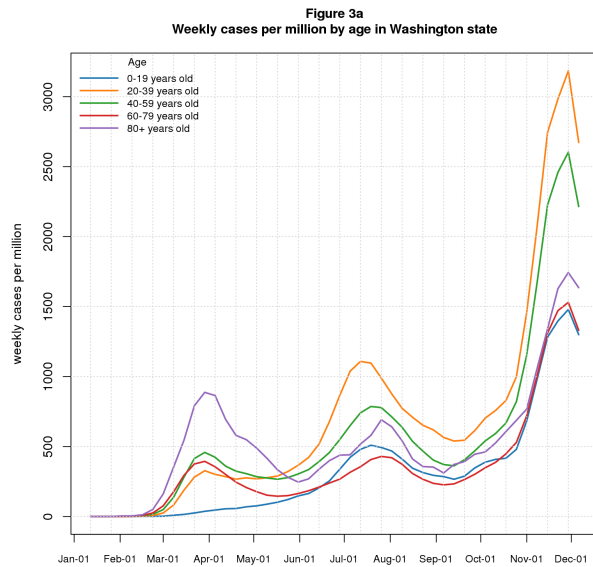 Figure 3a
Weekly cases per million by age in Washington state
Age
0-19 years old
20-39 years old
40-59 years old
60-79 years old
80+ years old
weekly cases per million
3000
2500
2000
1500
1000
500
0
Jan-01 Feb-01 Mar-01 Apr-01 May-01 Jun-01 Jul-01 Aug-01 Sep-01 Oct-01 Nov-01 Dec-01